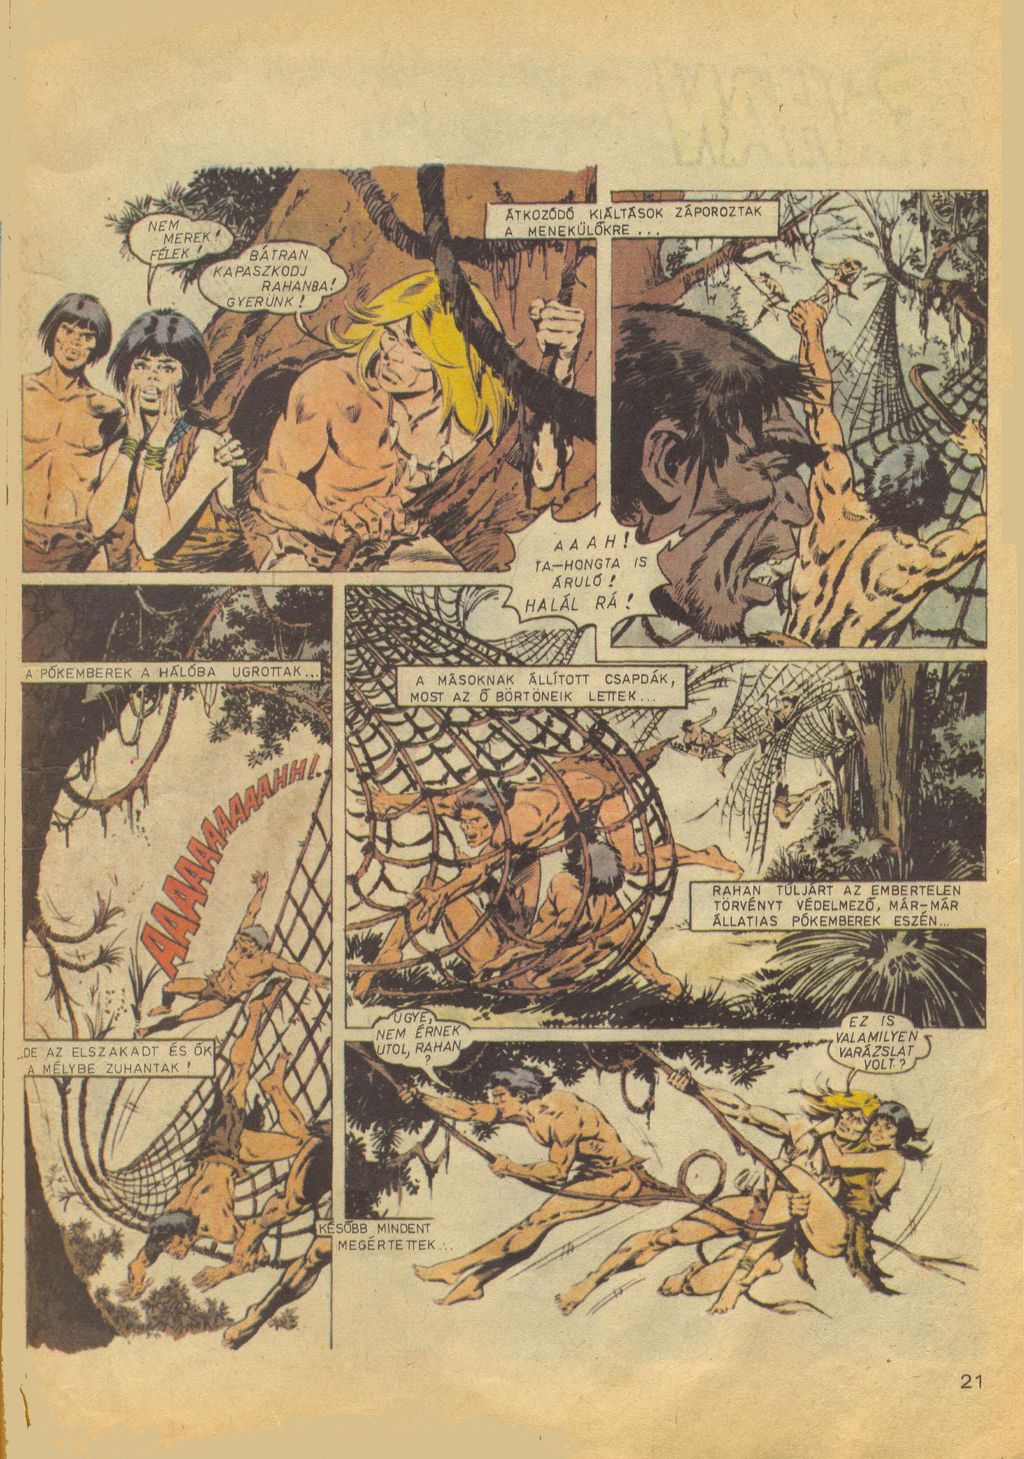 NEM
MEREK!
FÉLEK!
BÁTRAN
KAPASZKODJ
RAHANBA!
GYERÜNK!
ÁTKOZÓDÓ KIÁLTÁSOK ZÁPOROZTAK
A MENEKÜLŐKRE...
AAAH!
TA-HONGTA IS
ÁRULÓ!
HALÁL RÁ!
A PÓKEMBEREK A HÁLÓBA UGROTTAK...
AAAAAAAAAAAHH!
...DE AZ ELSZAKADT ÉS ŐK
A MÉLYBE ZUHANTAK!
A MÁSOKNAK ÁLLÍTOTT CSAPDÁK,
MOST AZ Ő BÖRTÖNEIK LETTEK...
RAHAN TÚLJÁRT AZ EMBERTELEN
TÖRVÉNYT VÉDELMEZŐ, MÁR-MÁR
ÁLLATIAS PÓKEMBEREK ESZÉN...
UGYE,
NEM ÉRNEK
UTOL, RAHAN
?
EZ IS
VALAMILYEN
VARÁZSLAT
VOLT?
KÉSŐBB MINDENT
MEGÉRTETTEK...
21